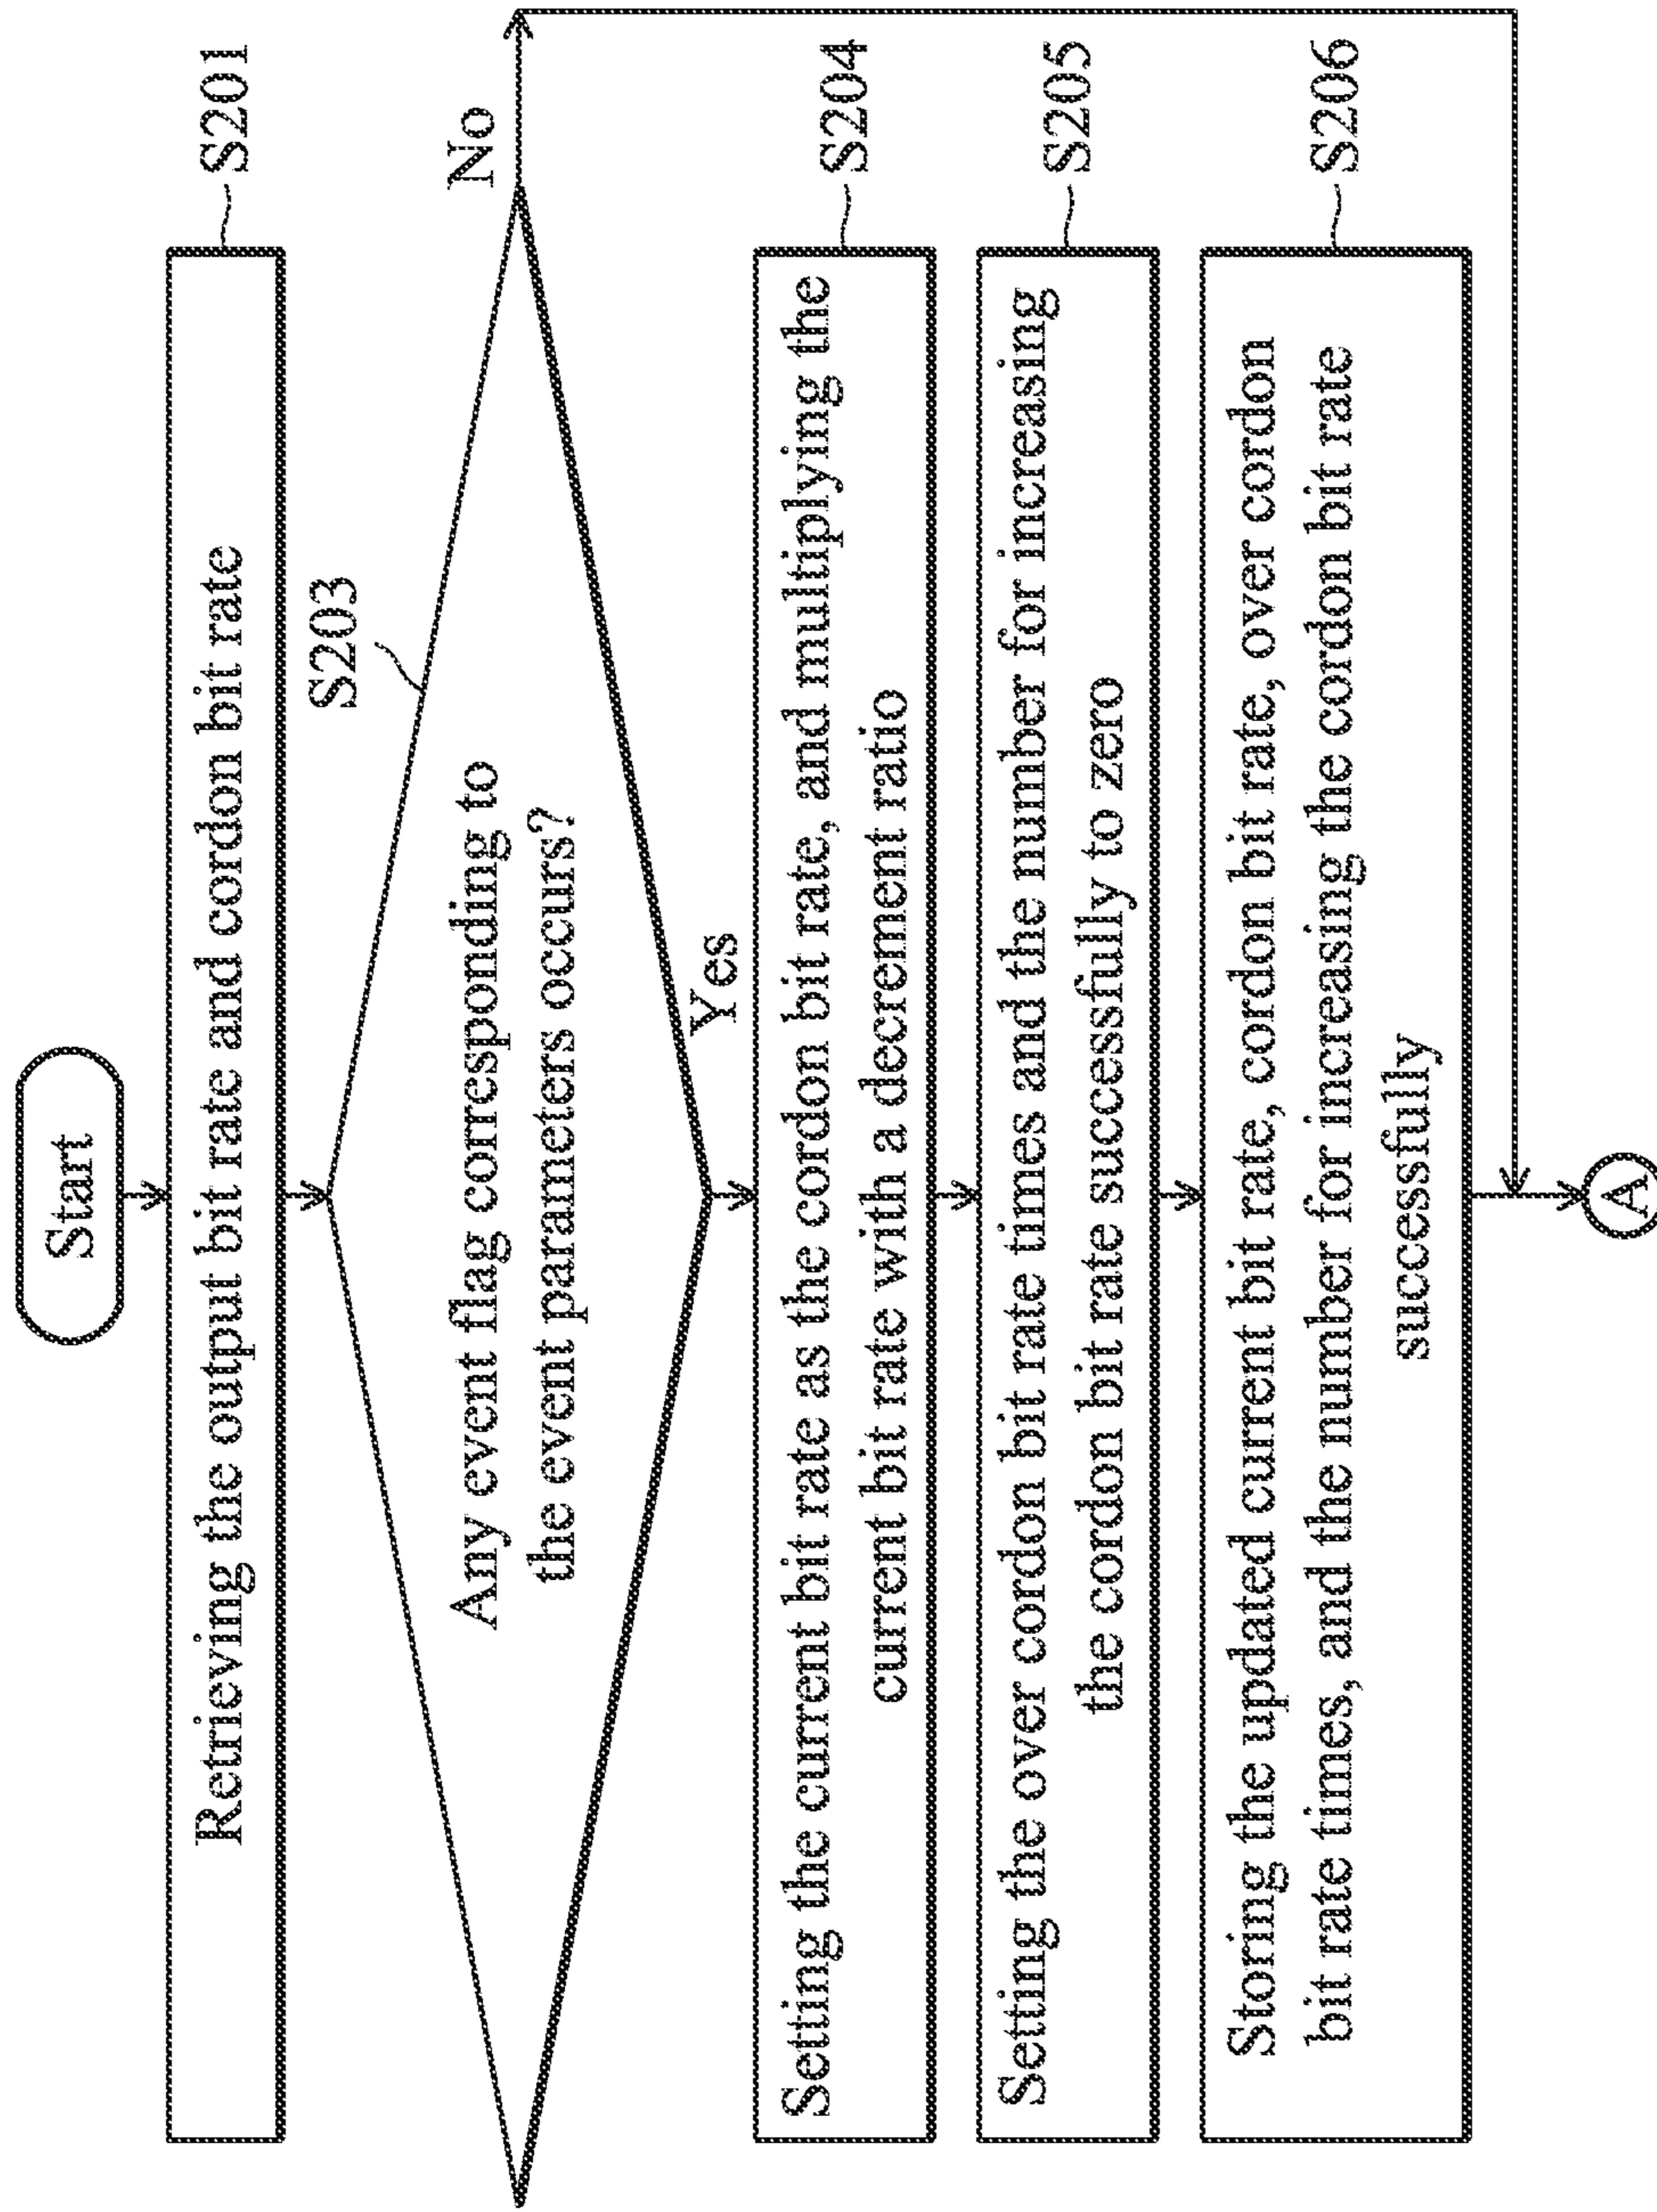 Start
Retrieving the output bit rate and cordon bit rate
S201
S203
Any event flag corresponding to
the event parameters occurs?
No
Yes
Setting the current bit rate as the cordon bit rate, and multiplying the
current bit rate with a decrement ratio
S204
Setting the over cordon bit rate times and the number for increasing
the cordon bit rate successfully to zero
S205
Storing the updated current bit rate, cordon bit rate, over cordon
bit rate times, and the number for increasing the cordon bit rate
successfully
S206
A